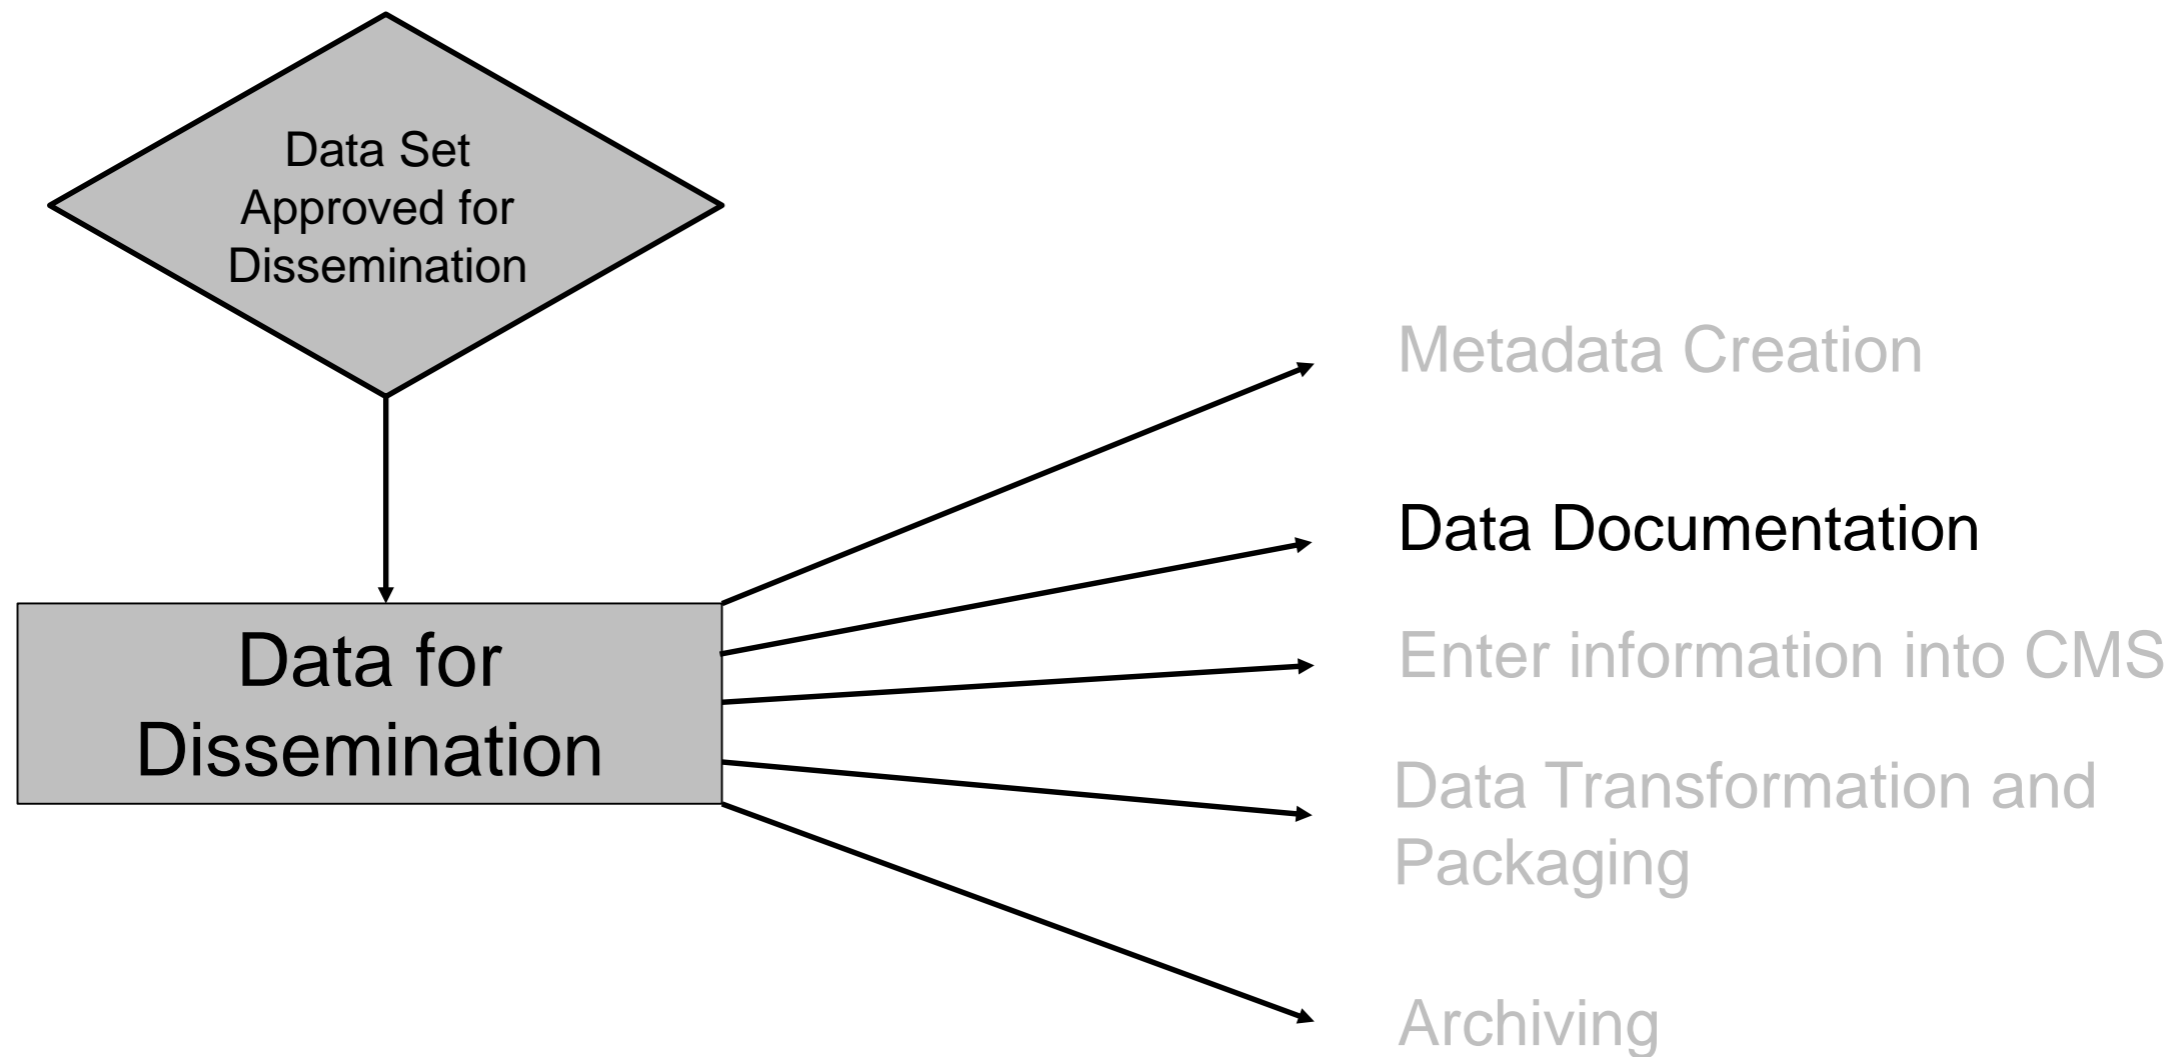 Data Set
Approved for
Dissemination
Metadata Creation
Data Documentation
Data for
Dissemination
Enter information into CMS
Data Transformation and
Packaging
Archiving